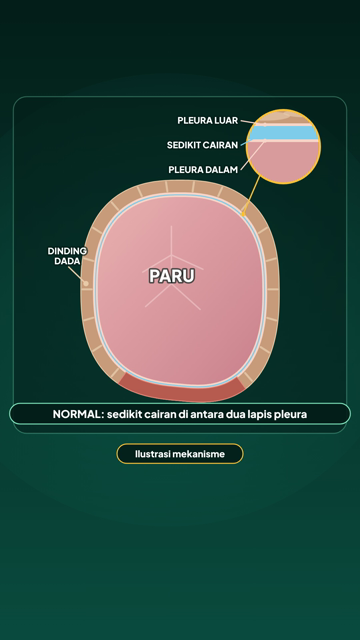 PLEURA LUAR
SEDIKIT CAIRAN
PLEURA DALAM
DINDING
DADA
PARU
NORMAL: sedikit cairan di antara dua lapis pleura
Ilustrasi mekanisme